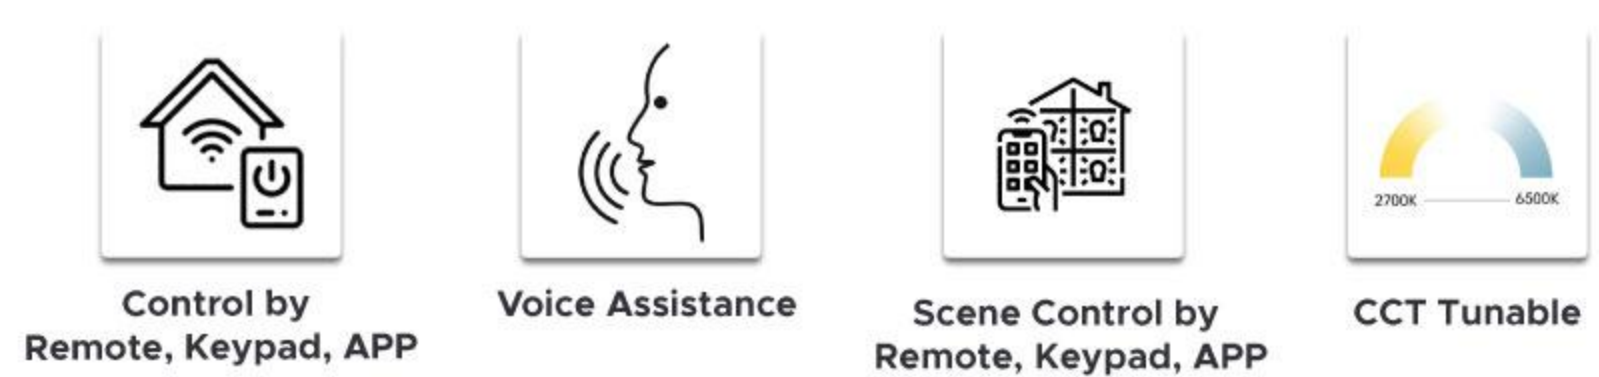 2700K
6500K
Control by
Remote, Keypad, APP
Voice Assistance
Scene Control by
Remote, Keypad, APP
CCT Tunable